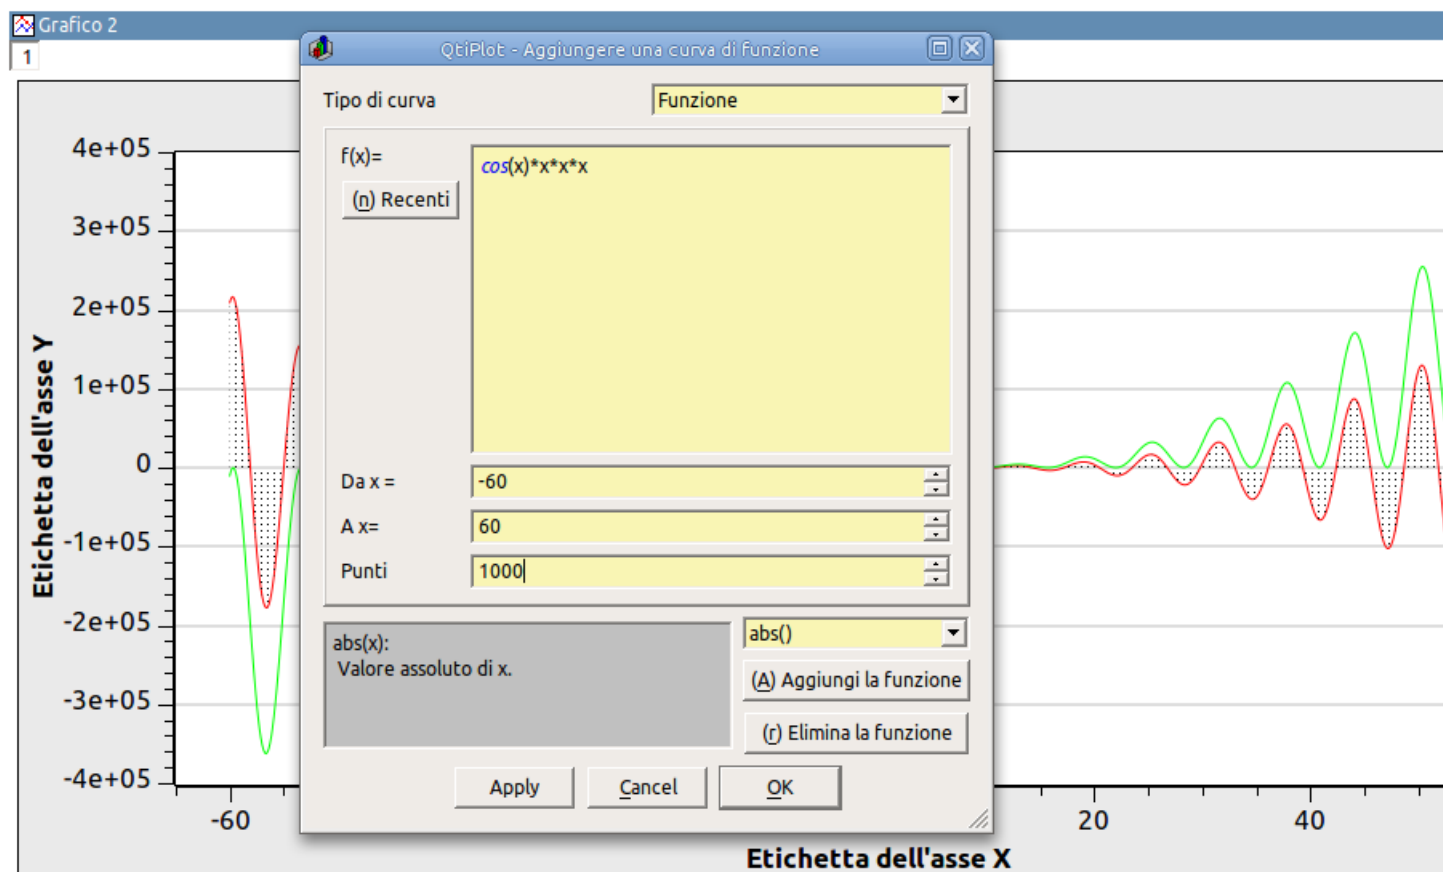 Grafico 2
1
QtiPlot - Aggiungere una curva di funzione
Tipo di curva
Funzione
f(x)=
cos(x)*x*x*x
(n) Recenti
Da x =
-60
A x=
60
Punti
1000
abs(x):
Valore assoluto di x.
abs()
(A) Aggiungi la funzione
(r) Elimina la funzione
Apply
Cancel
OK
Etichetta dell'asse Y
4e+05
3e+05
2e+05
1e+05
0
-1e+05
-2e+05
-3e+05
-4e+05
-60
20
40
Etichetta dell'asse X